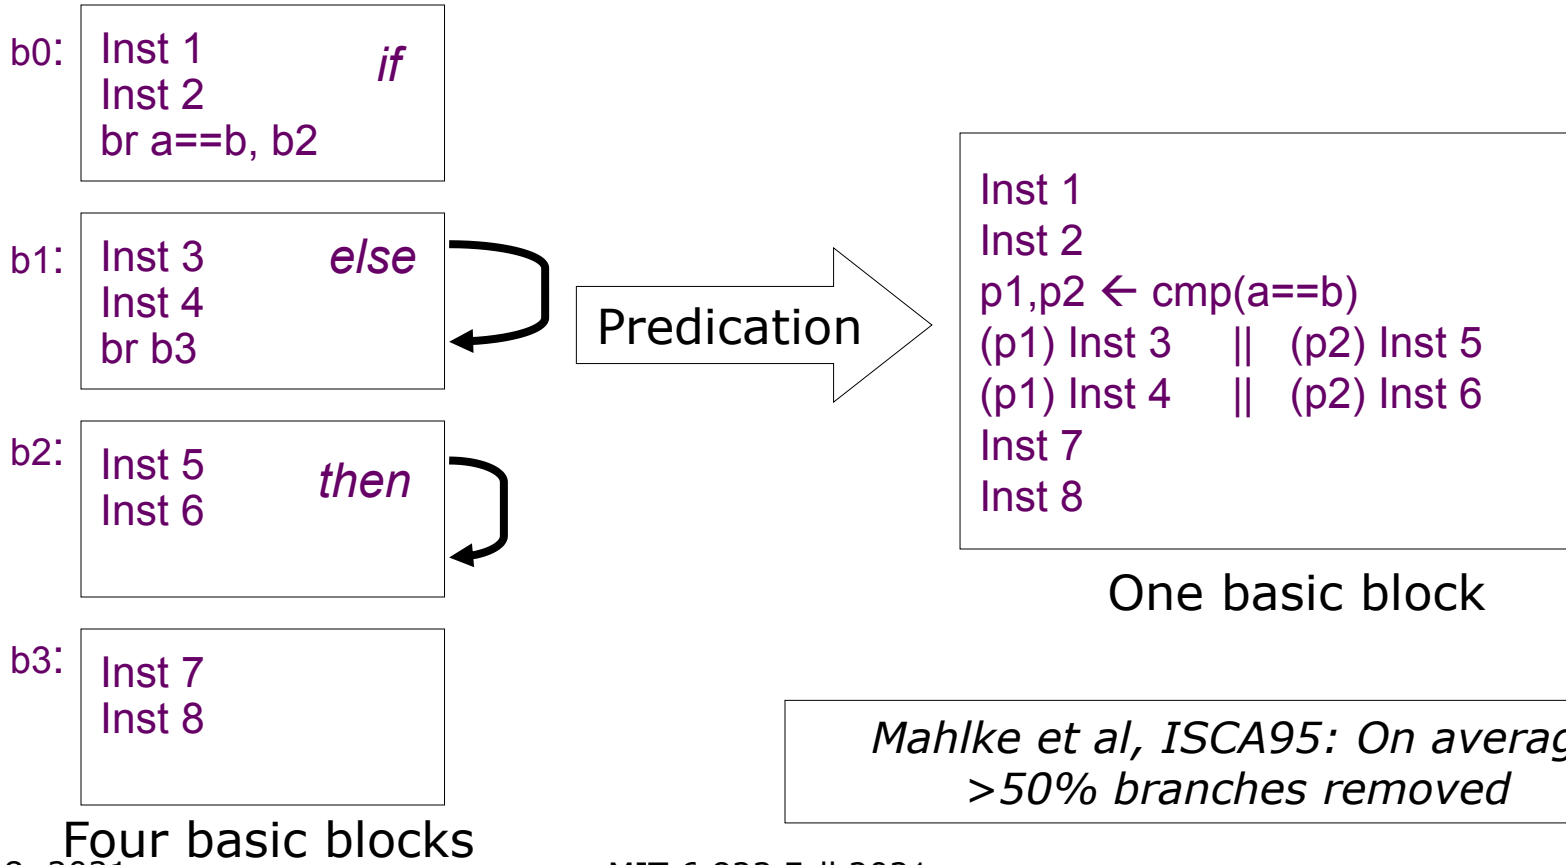 b0:
Inst 1
if
Inst 2
br a==b, b2
b1:
Inst 3
else
Inst 4
br b3
b2:
Inst 5
then
Inst 6
b3:
Inst 7
Inst 8
Four basic blocks
Predication
Inst 1
Inst 2
p1,p2 ← cmp(a==b)
(p1) Inst 3 || (p2) Inst 5
(p1) Inst 4 || (p2) Inst 6
Inst 7
Inst 8
One basic block
Mahlke et al, ISCA95: On averag
>50% branches removed